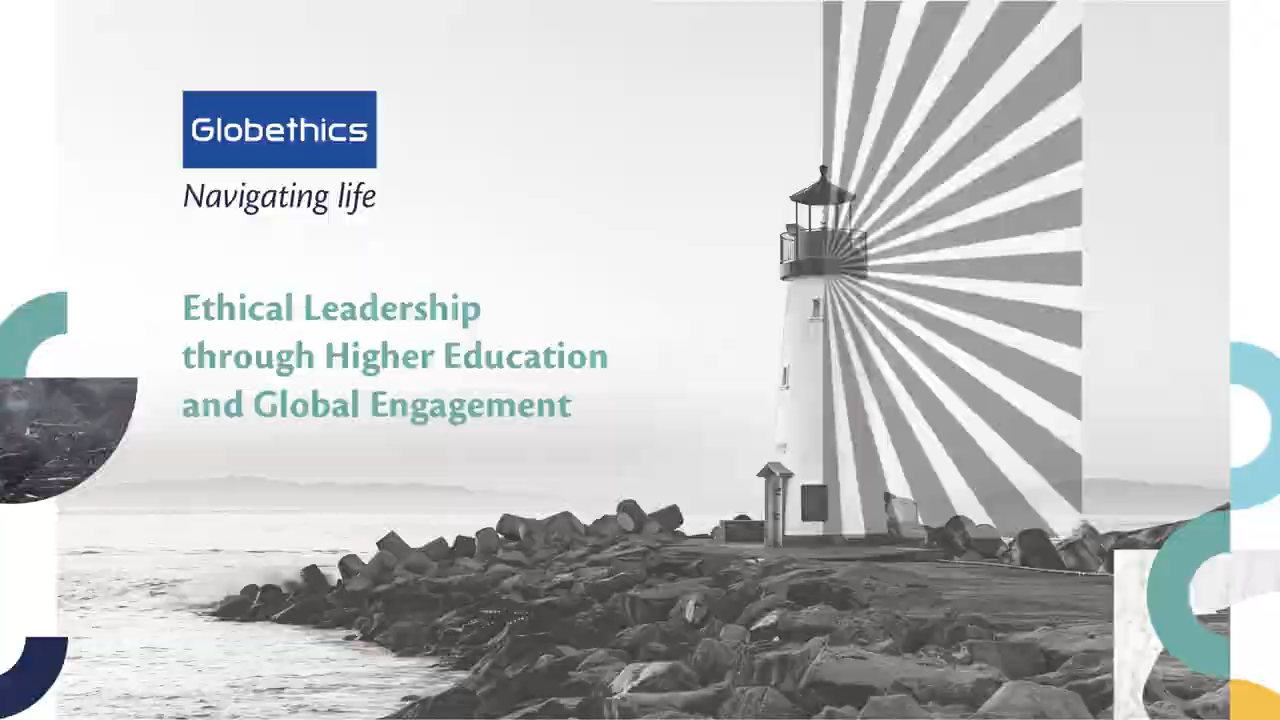 Globethics
Navigating life
Ethical Leadership
through Higher Education
and Global Engagement